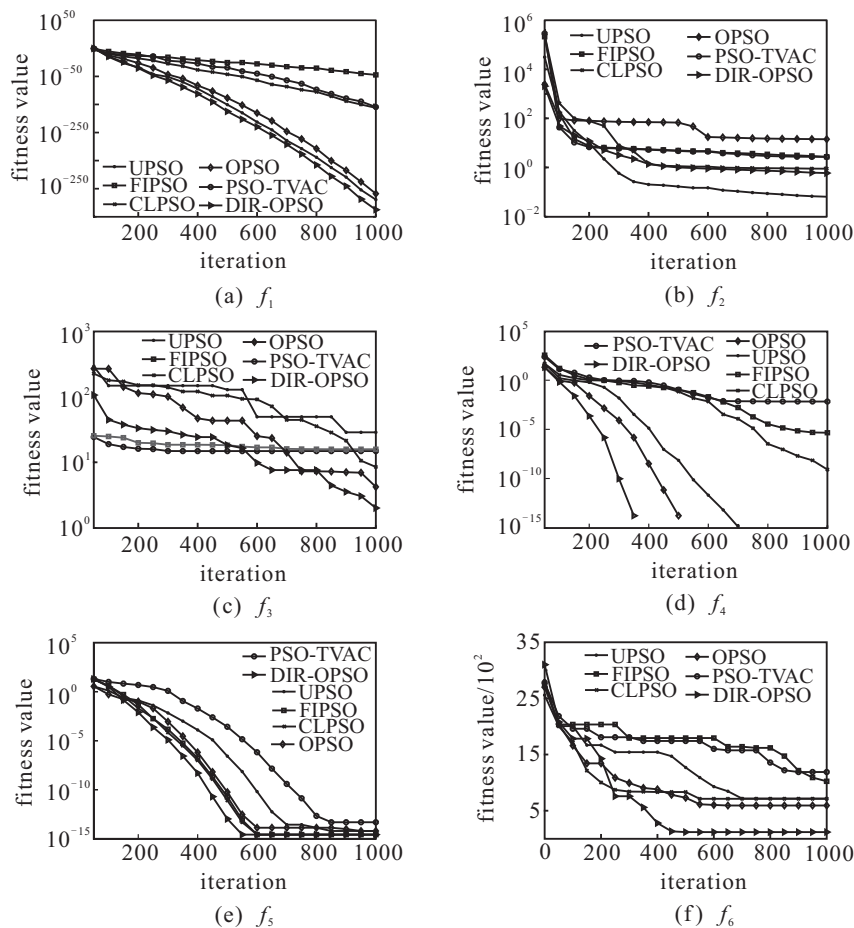 10^50
10^-50
10^-250
10^-250
fitness value
UPSO
FIPSO
CLPSO
OPSO
PSO-TVAC
DIR-OPSO
200 400 600 800 1000
iteration
(a) f1
10^6
10^4
10^2
10^0
10^-2
fitness value
UPSO
FIPSO
CLPSO
OPSO
PSO-TVAC
DIR-OPSO
200 400 600 800 1000
iteration
(b) f2
10^3
10^2
10^1
10^0
fitness value
UPSO
FIPSO
CLPSO
OPSO
PSO-TVAC
DIR-OPSO
200 400 600 800 1000
iteration
(c) f3
10^5
10^0
10^-5
10^-10
10^-15
fitness value
PSO-TVAC
DIR-OPSO
OPSO
UPSO
FIPSO
CLPSO
200 400 600 800 1000
iteration
(d) f4
10^5
10^0
10^-5
10^-10
10^-15
fitness value
PSO-TVAC
DIR-OPSO
UPSO
FIPSO
CLPSO
OPSO
200 400 600 800 1000
iteration
(e) f5
35
25
15
5
fitness value/10^2
UPSO
FIPSO
CLPSO
OPSO
PSO-TVAC
DIR-OPSO
0 200 400 600 800 1000
iteration
(f) f6